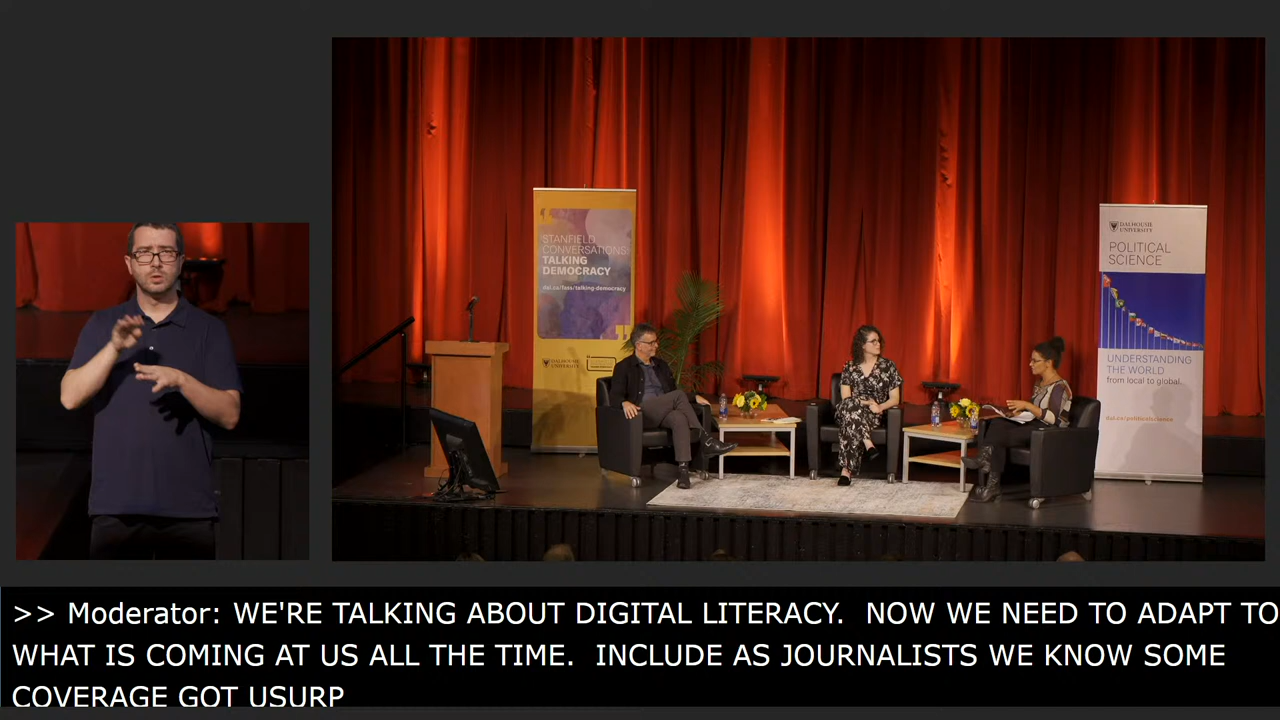 STANFIELD
CONVERSATIONS:
TALKING
DEMOCRACY
dal.ca/fass/talking-democracy
DALHOUSIE
UNIVERSITY
DALHOUSIE
UNIVERSITY
POLITICAL
SCIENCE
UNDERSTANDING
THE WORLD
from local to global.
dal.ca/politicalscience
>> Moderator: WE'RE TALKING ABOUT DIGITAL LITERACY.  NOW WE NEED TO ADAPT TO
WHAT IS COMING AT US ALL THE TIME.  INCLUDE AS JOURNALISTS WE KNOW SOME
COVERAGE GOT USURP